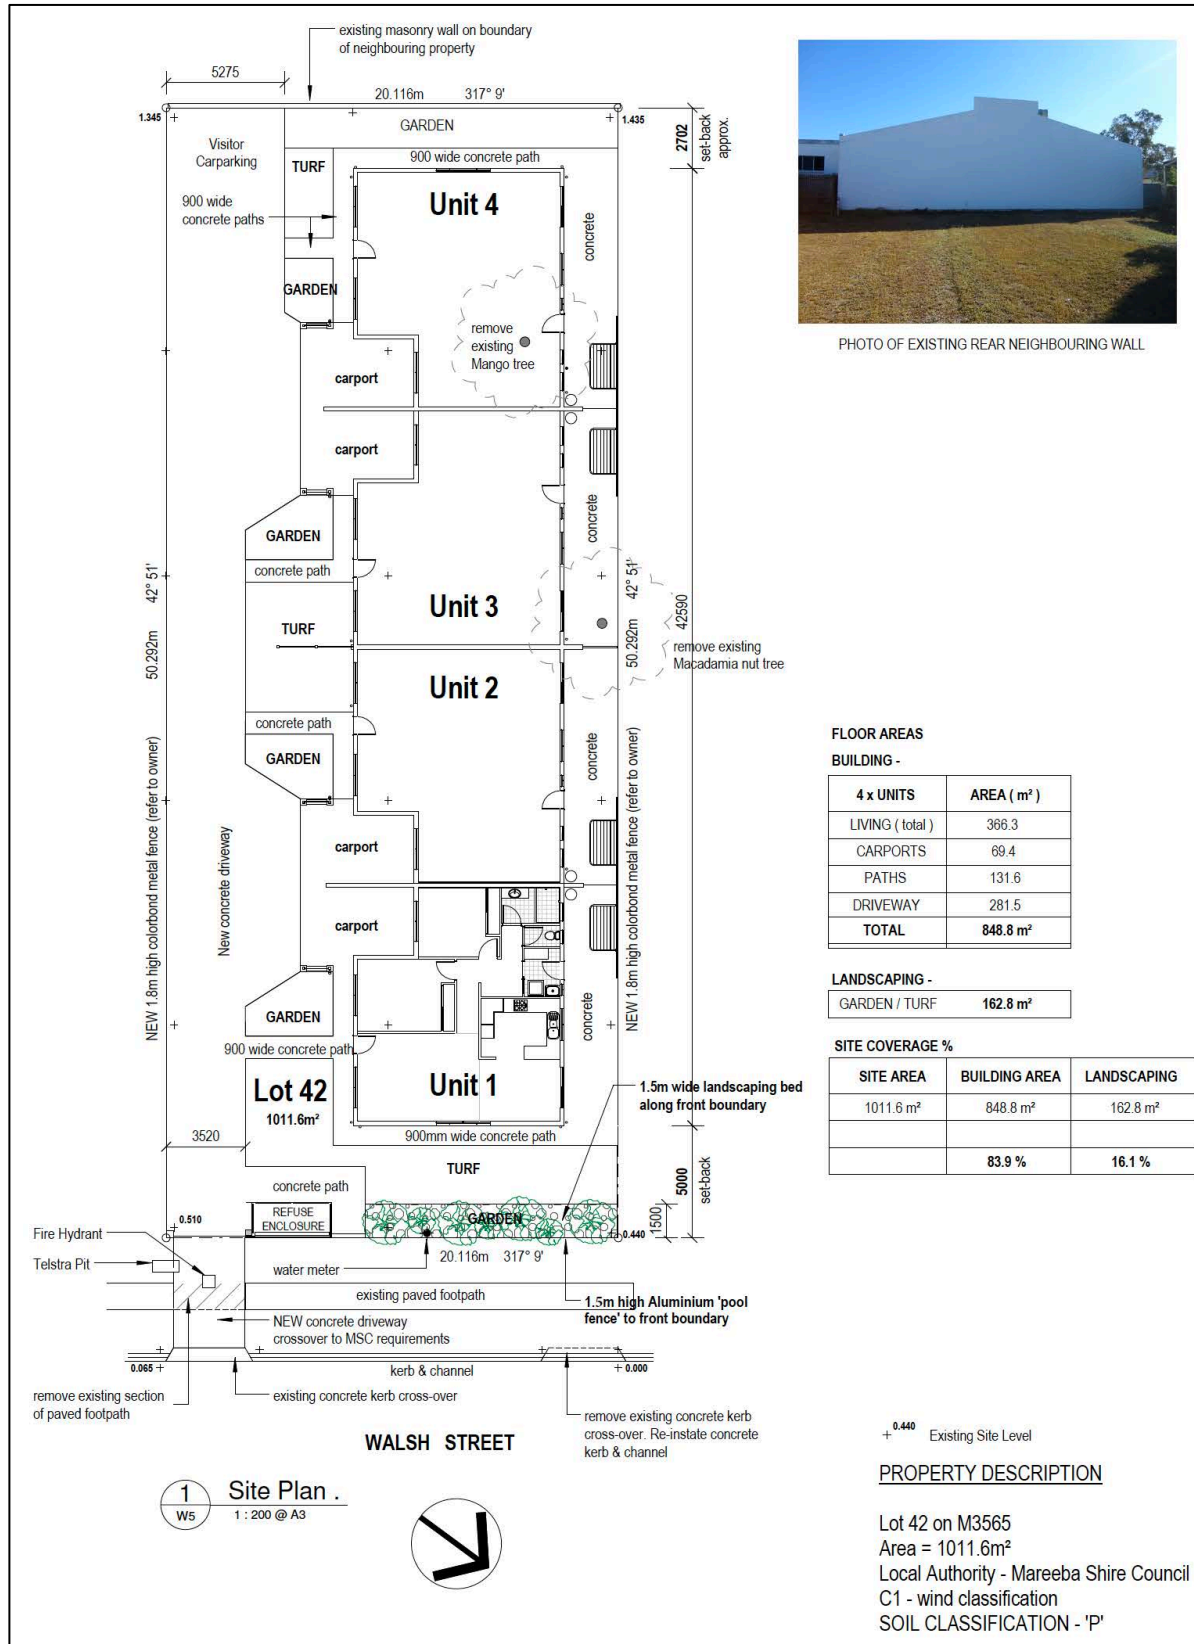 existing masonry wall on boundary
of neighbouring property
5275
20.116m 317° 9'
1.345
1.435
GARDEN
Visitor
Carparking
2702
set-back
approx.
900 wide concrete path
TURF
Unit 4
900 wide
concrete paths
concrete
GARDEN
remove
existing
Mango tree
carport
PHOTO OF EXISTING REAR NEIGHBOURING WALL
carport
concrete
GARDEN
concrete path
50.292m 42° 51'
50.292m 42° 51'
42590
Unit 3
TURF
remove existing
Macadamia nut tree
Unit 2
concrete path
GARDEN
concrete
NEW 1.8m high colorbond metal fence (refer to owner)
NEW 1.8m high colorbond metal fence (refer to owner)
New concrete driveway
carport
carport
FLOOR AREAS
BUILDING -
4 x UNITS AREA ( m² )
LIVING ( total ) 366.3
CARPORTS 69.4
PATHS 131.6
DRIVEWAY 281.5
TOTAL 848.8 m²
LANDSCAPING -
GARDEN / TURF 162.8 m²
SITE COVERAGE %
SITE AREA BUILDING AREA LANDSCAPING
1011.6 m² 848.8 m² 162.8 m²
83.9 % 16.1 %
GARDEN
concrete
900 wide concrete path
Lot 42
1011.6m²
Unit 1
1.5m wide landscaping bed
along front boundary
3520
900mm wide concrete path
TURF
5000
set-back
concrete path
REFUSE
ENCLOSURE
GARDEN
1500
0.510
0.440
Fire Hydrant
Telstra Pit
water meter
20.116m 317° 9'
existing paved footpath
1.5m high Aluminium 'pool
fence' to front boundary
NEW concrete driveway
crossover to MSC requirements
0.065
kerb & channel
0.000
remove existing section
of paved footpath
existing concrete kerb cross-over
remove existing concrete kerb
cross-over. Re-instate concrete
kerb & channel
WALSH STREET
1
W5
Site Plan .
1 : 200 @ A3
0.440 Existing Site Level
PROPERTY DESCRIPTION
Lot 42 on M3565
Area = 1011.6m²
Local Authority - Mareeba Shire Council
C1 - wind classification
SOIL CLASSIFICATION - 'P'